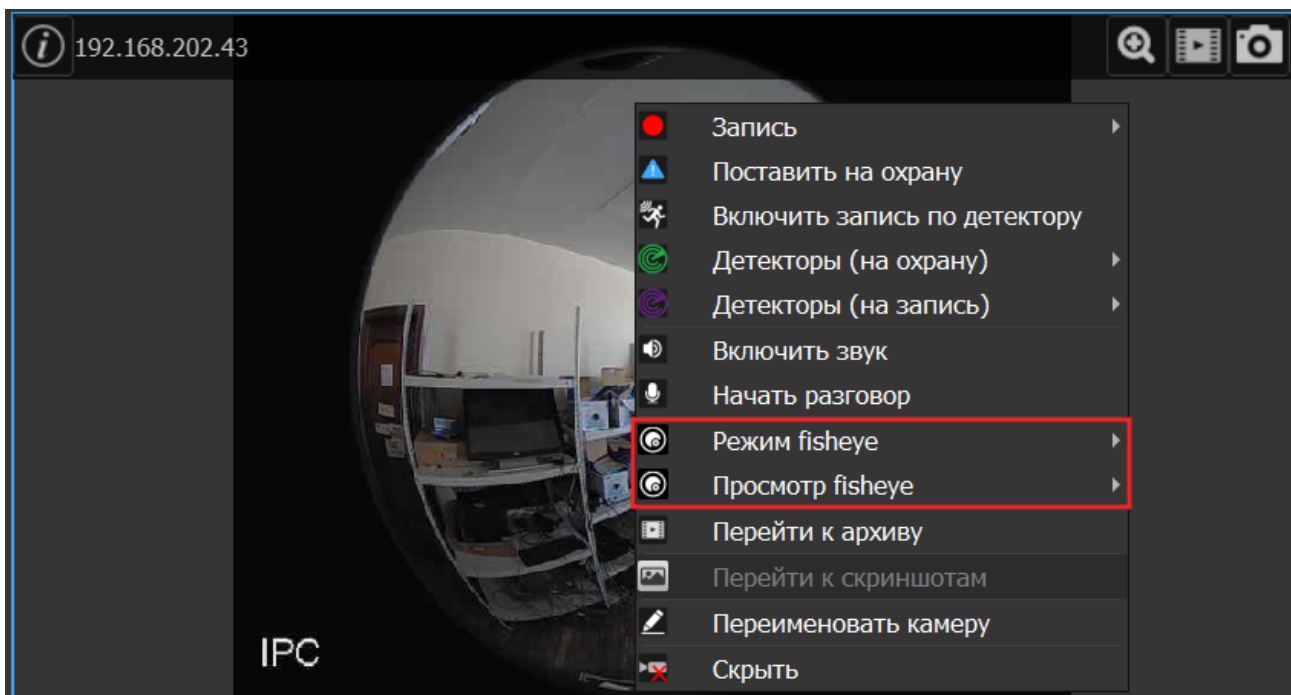 192.168.202.43
Запись
Поставить на охрану
Включить запись по детектору
Детекторы (на охрану)
Детекторы (на запись)
Включить звук
Начать разговор
Режим fisheye
Просмотр fisheye
Перейти к архиву
Перейти к скриншотам
Переименовать камеру
Скрыть
IPC